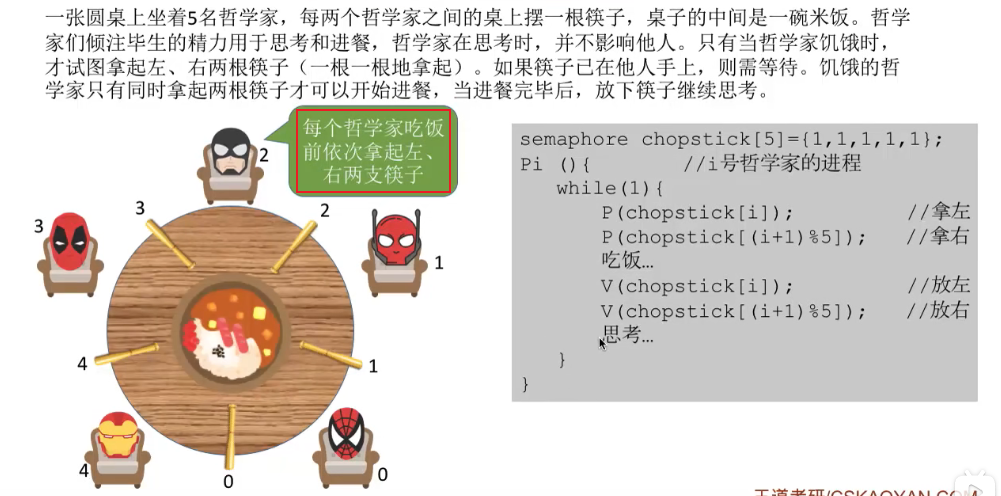 一张圆桌上坐着5名哲学家，每两个哲学家之间的桌上摆一根筷子，桌子的中间是一碗米饭。哲学
家们倾注毕生的精力用于思考和进餐，哲学家在思考时，并不影响他人。只有当哲学家饥饿时，
才试图拿起左、右两根筷子（一根一根地拿起）。如果筷子已在他人手上，则需等待。饥饿的哲
学家只有同时拿起两根筷子才可以开始进餐，当进餐完毕后，放下筷子继续思考。
每个哲学家吃饭
前依次拿起左、
右两支筷子
2
3
3
2
1
4
1
4
0
0
semaphore chopstick[5]={1,1,1,1,1};
Pi (){ //i号哲学家的进程
while(1){
P(chopstick[i]); //拿左
P(chopstick[(i+1)%5]); //拿右
吃饭…
V(chopstick[i]); //放左
V(chopstick[(i+1)%5]); //放右
思考…
}
}
王道考研/CSKAOYAN.COM